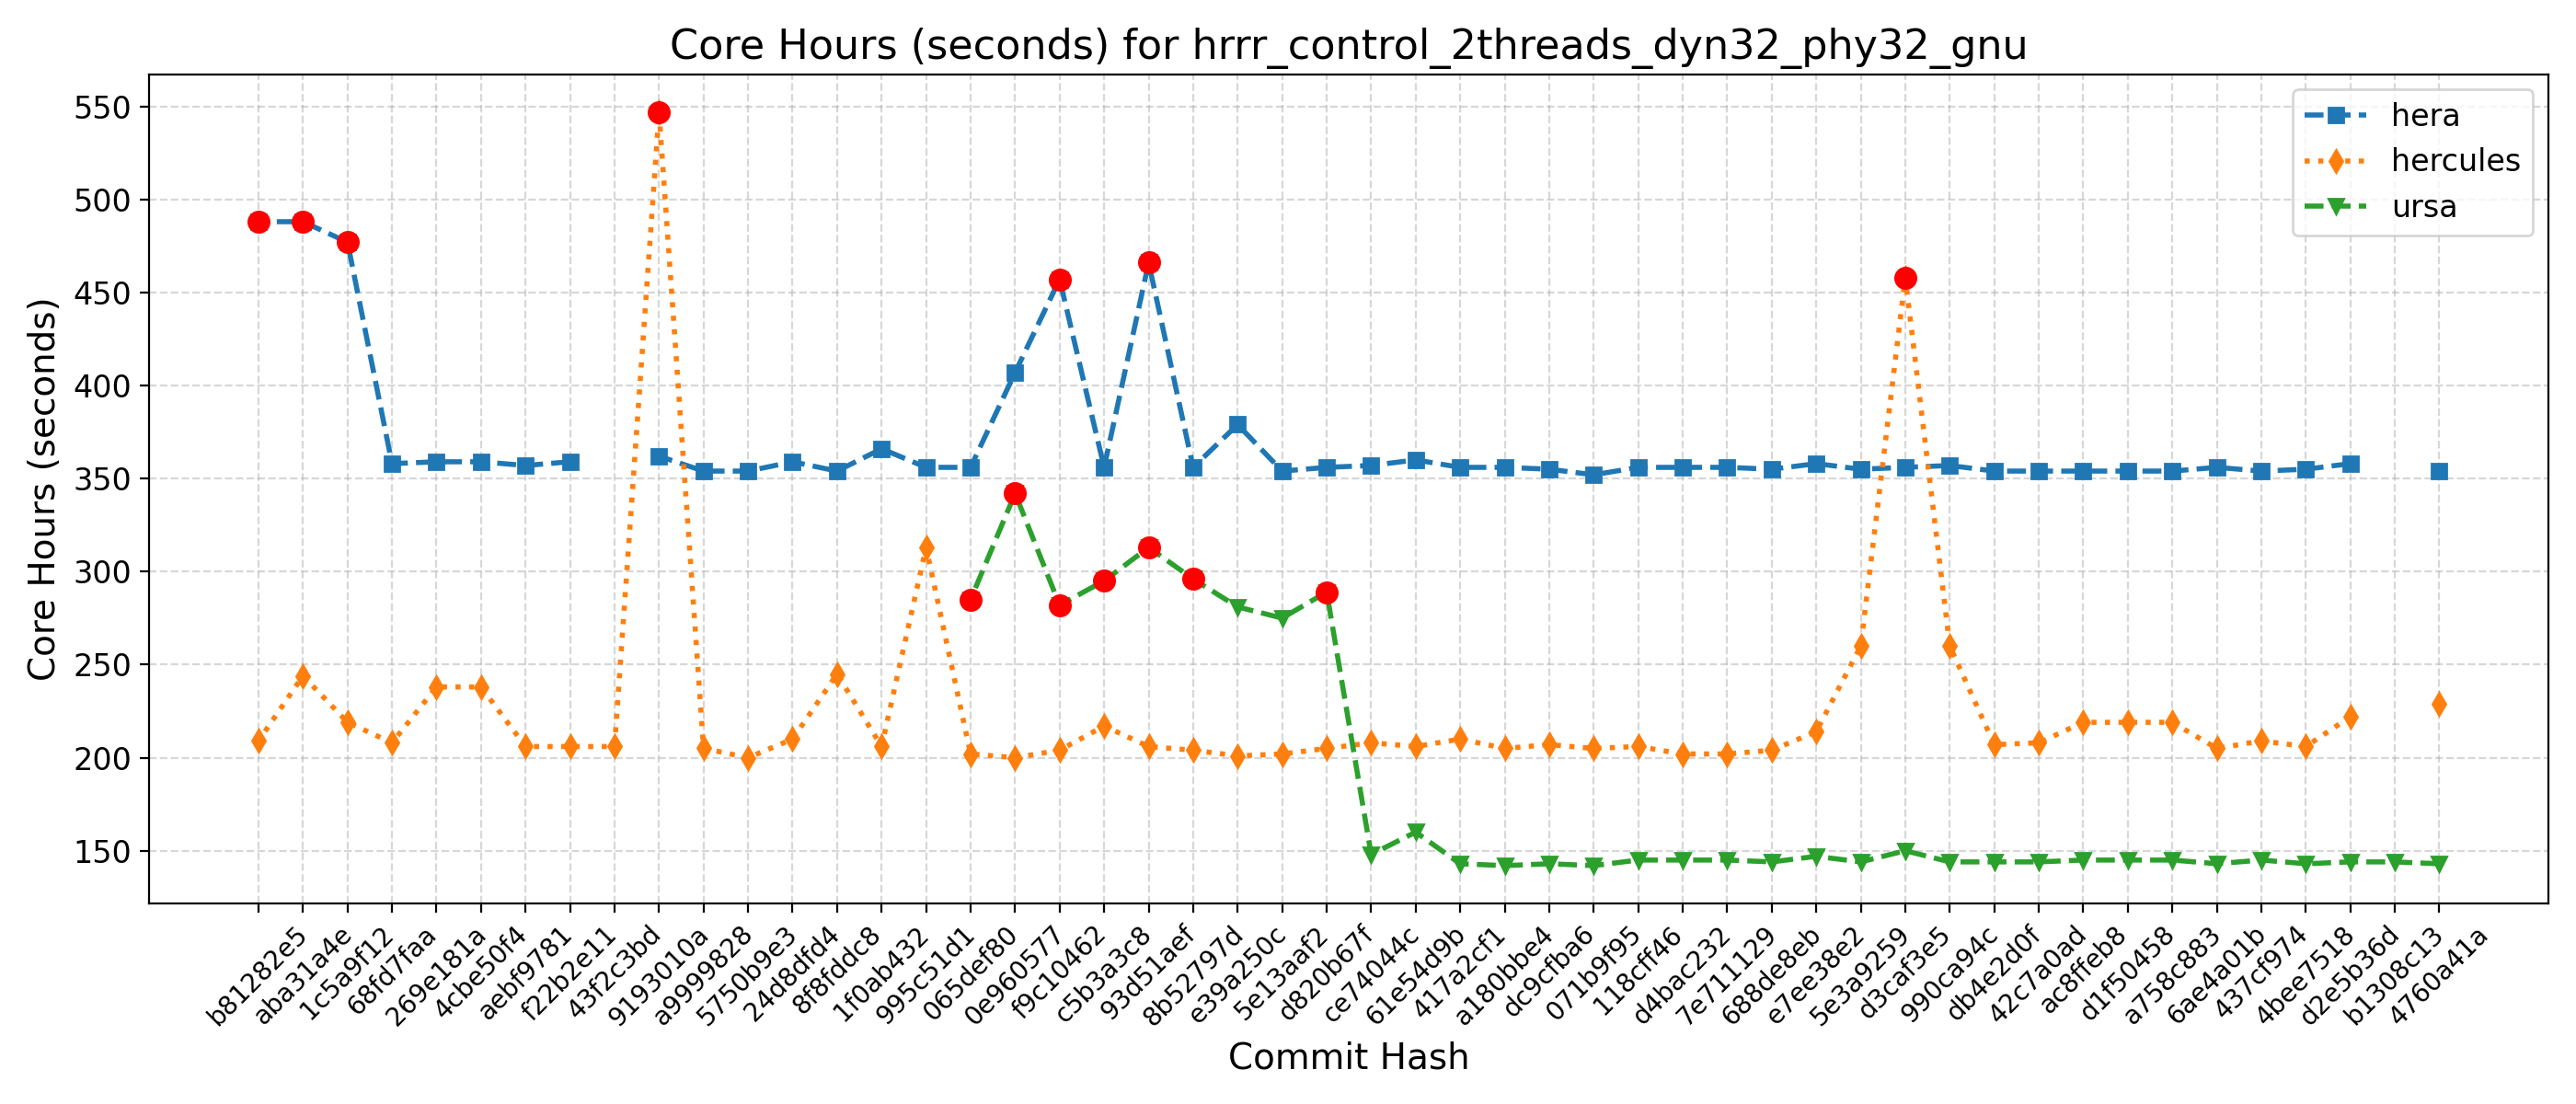 Core Hours (seconds) for hrrr_control_2threads_dyn32_phy32_gnu
Core Hours (seconds)
550
500
450
400
350
300
250
200
150
hera
hercules
ursa
b81282e5
aba31a4e
1c5a9f12
68fd7faa
269e181a
4cbe50f4
aebf9781
f22b2e11
43f2c3bd
9193010a
a9999828
5750b9e3
24d8dfd4
8f8fddc8
1f0ab432
995c51d1
065def80
0e960577
f9c10462
c5b3a3c8
93d51aef
8b52797d
e39a250c
5e13aaf2
d820b67f
ce74044c
61e54d9b
417a2cf1
a180bbe4
dc9cfba6
071b9f95
118cff46
d4bac232
7e711129
688de8eb
e7ee38e2
5e3a9259
d3caf3e5
990ca94c
db4e2d0f
42c7a0ad
ac8ffeb8
d1f50458
a758c883
6ae4a01b
437cf974
4bee7518
d2e5b36d
b1308c13
4760a41a
Commit Hash